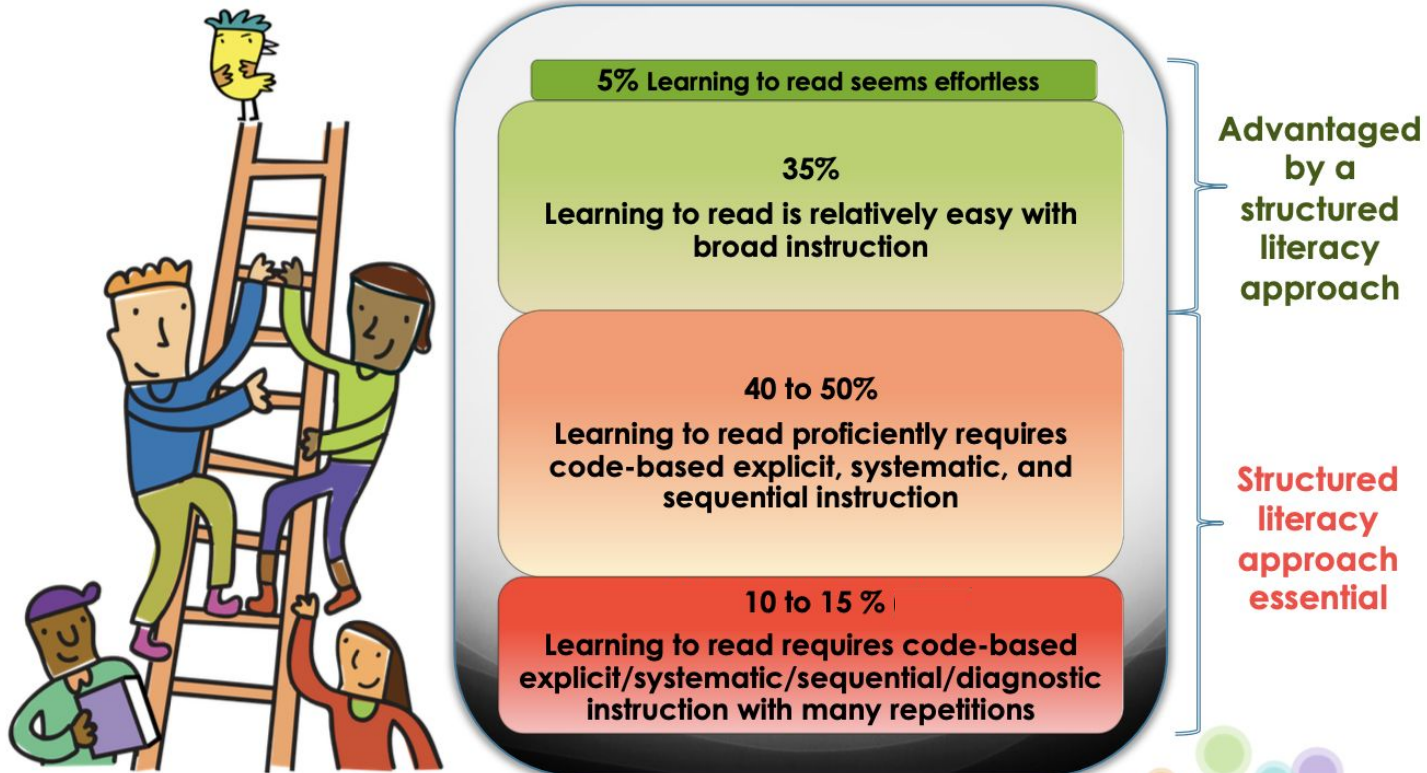 5% Learning to read seems effortless
35%
Learning to read is relatively easy with
broad instruction
40 to 50%
Learning to read proficiently requires
code-based explicit, systematic, and
sequential instruction
10 to 15 %
Learning to read requires code-based
explicit/systematic/sequential/diagnostic
instruction with many repetitions
Advantaged
by a
structured
literacy
approach
Structured
literacy
approach
essential